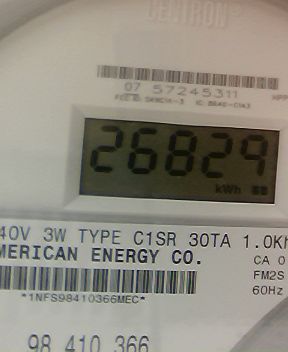 CENTRON®
07 57245311
26829
kWh
40V 3W TYPE C1SR 30TA 1.0Kh
MERICAN ENERGY CO.
CA 0
FM2S
60Hz
*1NFS98410366MEC*
98 410 366